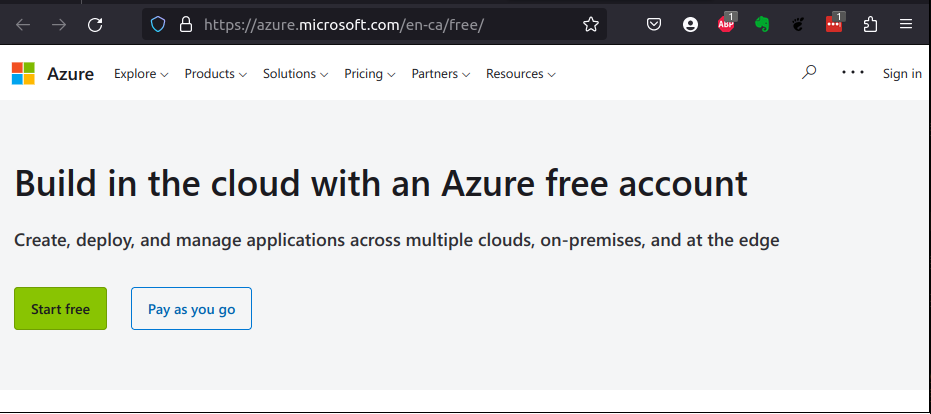 https://azure.microsoft.com/en-ca/free/
ABP 1 1
Azure Explore Products Solutions Pricing Partners Resources ... Sign in
Build in the cloud with an Azure free account
Create, deploy, and manage applications across multiple clouds, on-premises, and at the edge
Start free Pay as you go